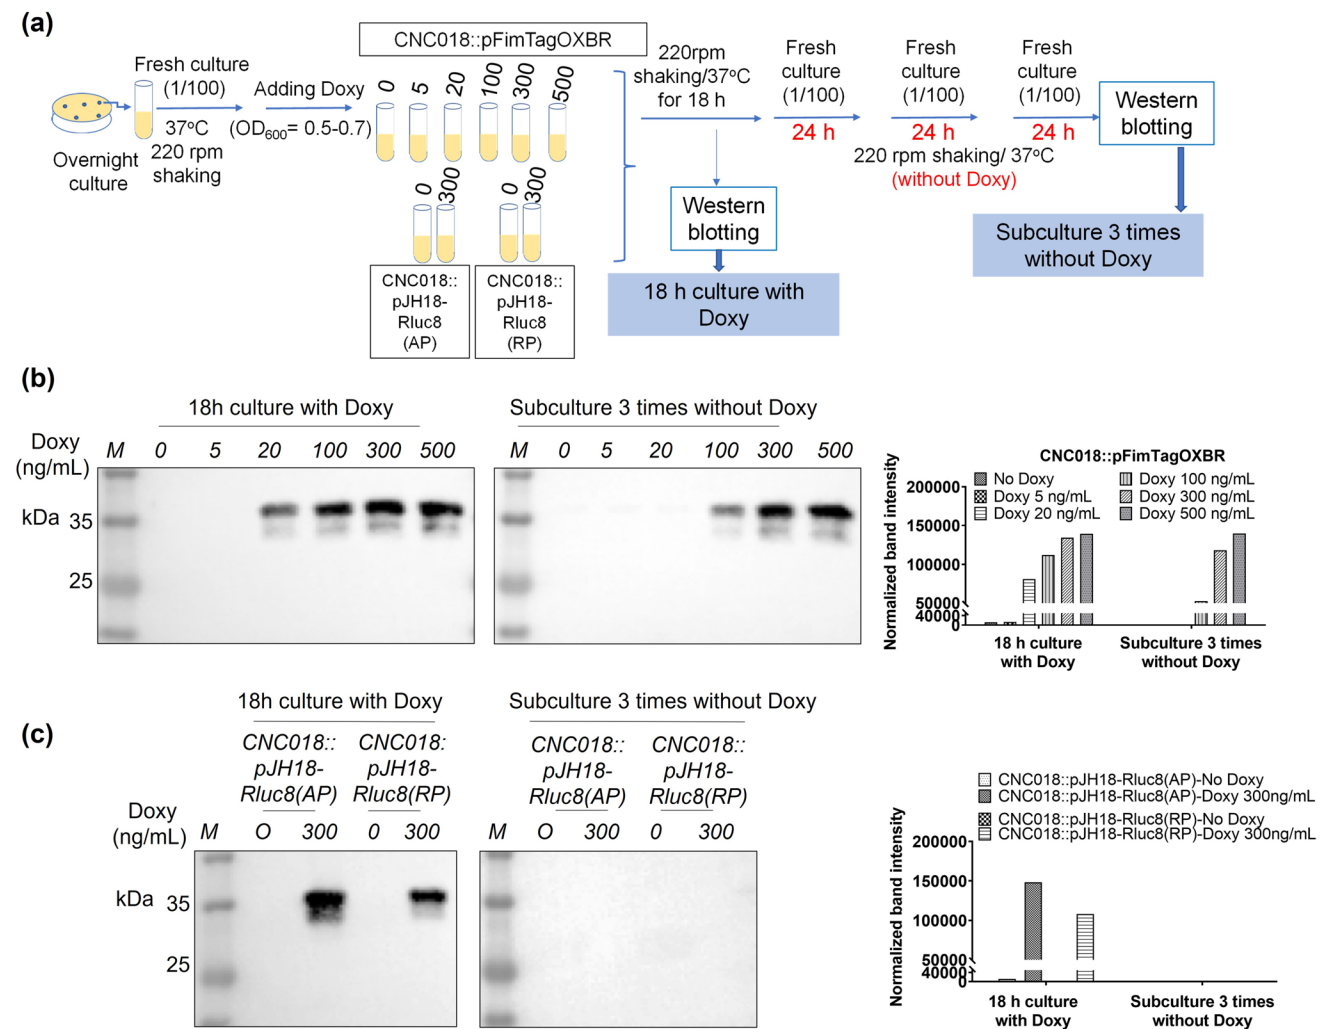 (a)
CNC018::pFimTagOXBR
Fresh culture
(1/100)
37ºC
220 rpm
shaking
Overnight
culture
Adding Doxy
(OD600= 0.5-0.7)
0 5 20 100 300 500
0 300
0 300
CNC018::
pJH18-
Rluc8
(AP)
CNC018::
pJH18-
Rluc8
(RP)
220rpm
shaking/37ºC
for 18 h
Western
blotting
18 h culture with
Doxy
Fresh
culture
(1/100)
24 h
Fresh
culture
(1/100)
24 h
Fresh
culture
(1/100)
24 h
220 rpm shaking/ 37ºC
(without Doxy)
Western
blotting
Subculture 3 times
without Doxy
(b)
18h culture with Doxy
Doxy
(ng/mL)
M 0 5 20 100 300 500
kDa
35
25
Subculture 3 times without Doxy
M 0 5 20 100 300 500
CNC018::pFimTagOXBR
No Doxy
Doxy 5 ng/mL
Doxy 20 ng/mL
Doxy 100 ng/mL
Doxy 300 ng/mL
Doxy 500 ng/mL
Normalized band intensity
200000
150000
100000
50000
40000
0
18 h culture
with Doxy
Subculture 3 times
without Doxy
(c)
18h culture with Doxy
CNC018::
pJH18-
Rluc8(AP)
CNC018:
pJH18-
Rluc8(RP)
Doxy
(ng/mL)
M O 300 0 300
kDa
35
25
Subculture 3 times without Doxy
CNC018::
pJH18-
Rluc8(AP)
CNC018::
pJH18-
Rluc8(RP)
M O 300 0 300
CNC018::pJH18-Rluc8(AP)-No Doxy
CNC018::pJH18-Rluc8(AP)-Doxy 300ng/mL
CNC018::pJH18-Rluc8(RP)-No Doxy
CNC018::pJH18-Rluc8(RP)-Doxy 300ng/mL
Normalized band intensity
200000
150000
100000
50000
40000
0
18 h culture
with Doxy
Subculture 3 times
without Doxy